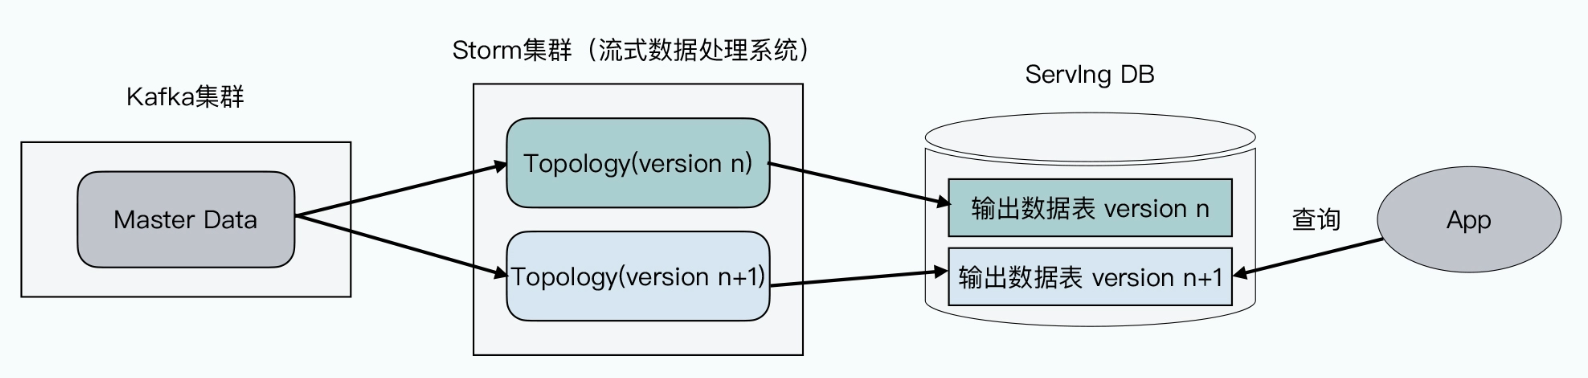 Kafka集群
Master Data
Storm集群（流式数据处理系统）
Topology(version n)
Topology(version n+1)
ServIng DB
输出数据表 version n
输出数据表 version n+1
查询
App